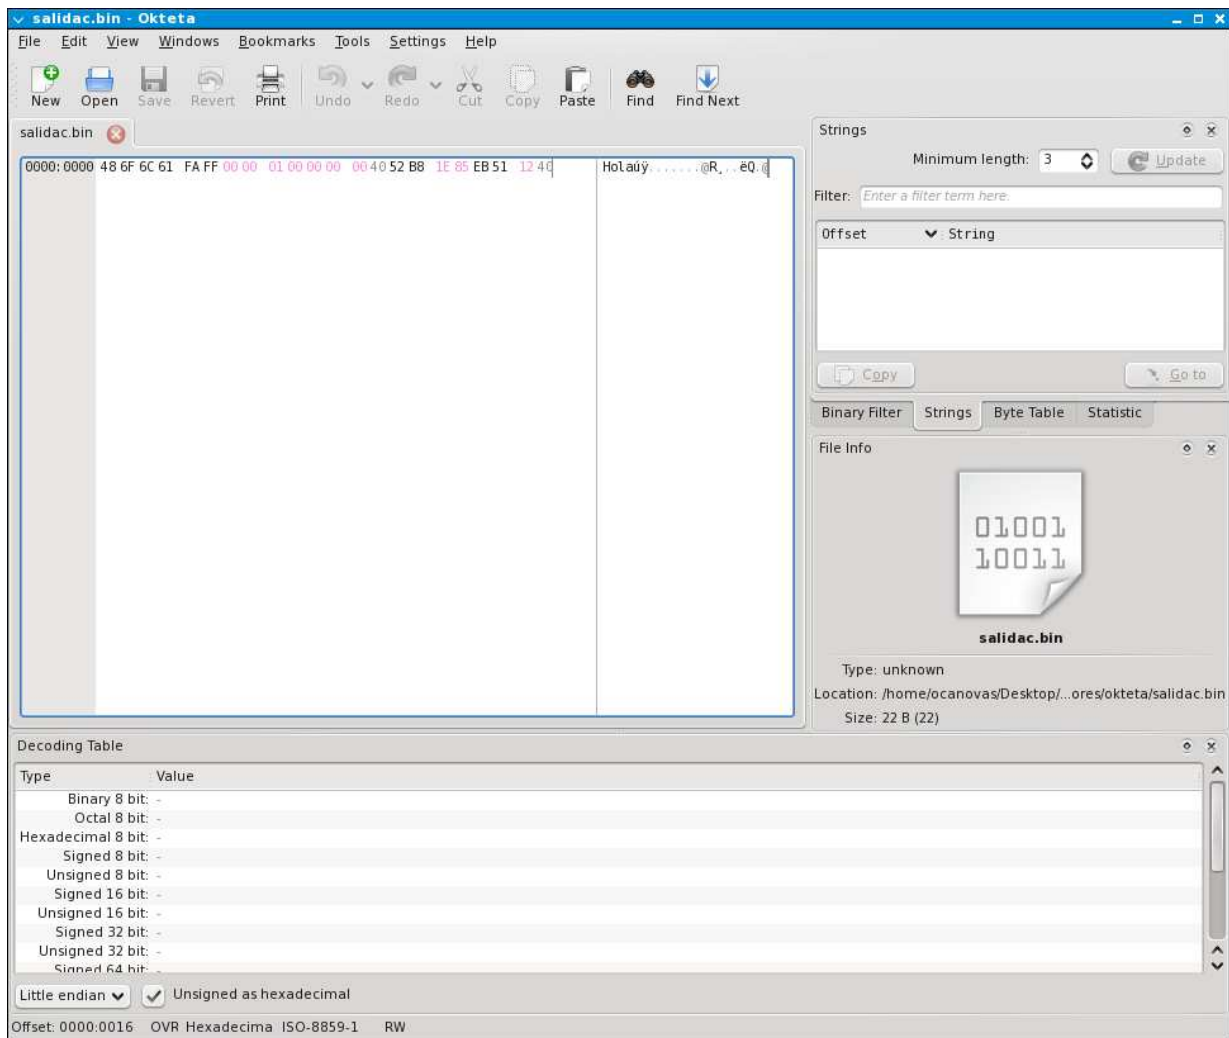 salidac.bin - Okteta
File Edit View Windows Bookmarks Tools Settings Help
New Open Save Revert Print Undo Redo Cut Copy Paste Find Find Next
salidac.bin
0000:0000 48 6F 6C 61 FA FF 00 00 01 00 00 00 00 40 52 B8 1E 85 EB 51 12 40 Holaúÿ.......@R¸..ëQ.@
Strings
Minimum length: 3 Update
Filter: Enter a filter term here.
Offset String
Copy Go to
Binary Filter Strings Byte Table Statistic
File Info
01001
10011
salidac.bin
Type: unknown
Location: /home/ocanovas/Desktop/...ores/okteta/salidac.bin
Size: 22 B (22)
Decoding Table
Type Value
Binary 8 bit: -
Octal 8 bit: -
Hexadecimal 8 bit: -
Signed 8 bit: -
Unsigned 8 bit: -
Signed 16 bit: -
Unsigned 16 bit: -
Signed 32 bit: -
Unsigned 32 bit: -
Signed 64 bit: -
Little endian Unsigned as hexadecimal
Offset: 0000:0016 OVR Hexadecima ISO-8859-1 RW